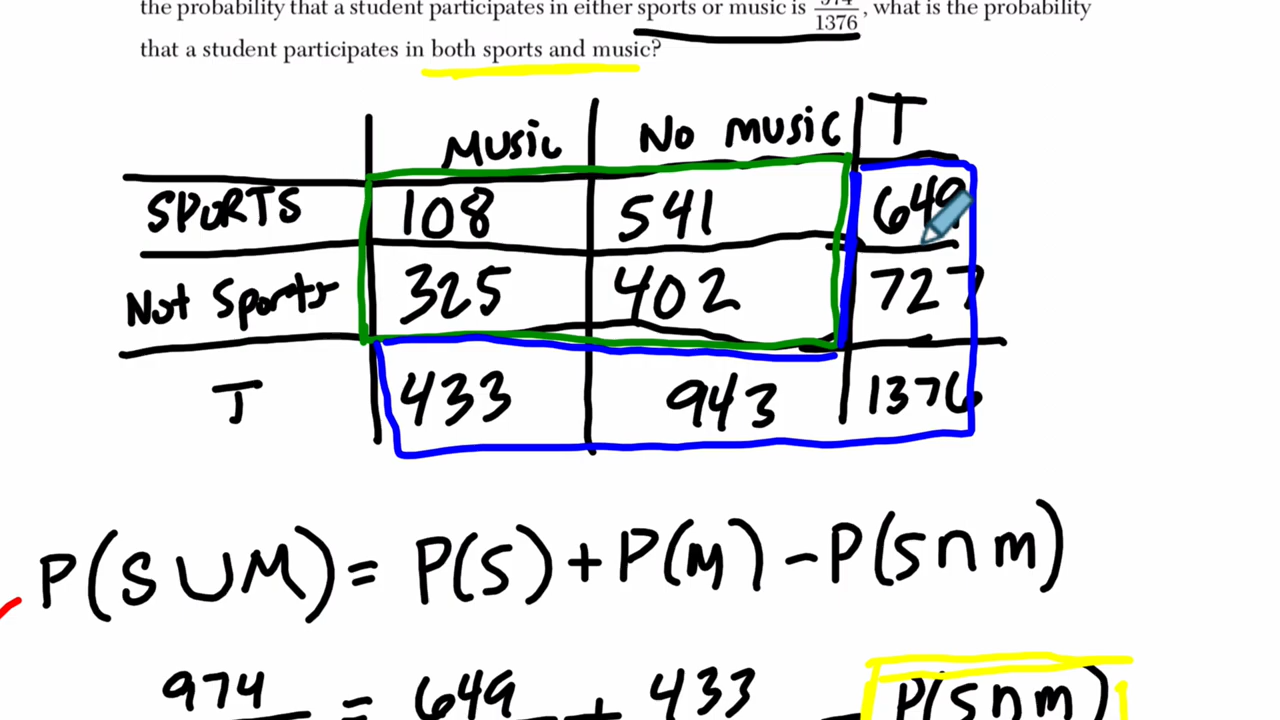 the probability that a student participates in either sports or music is 974/1376, what is the probability
that a student participates in both sports and music?
Music No music T
SPORTS 108 541 649
Not Sports 325 402 727
T 433 943 1376
P(S∪M) = P(S) + P(M) - P(S∩M)
974 = 649 + 433 - P(S∩M)